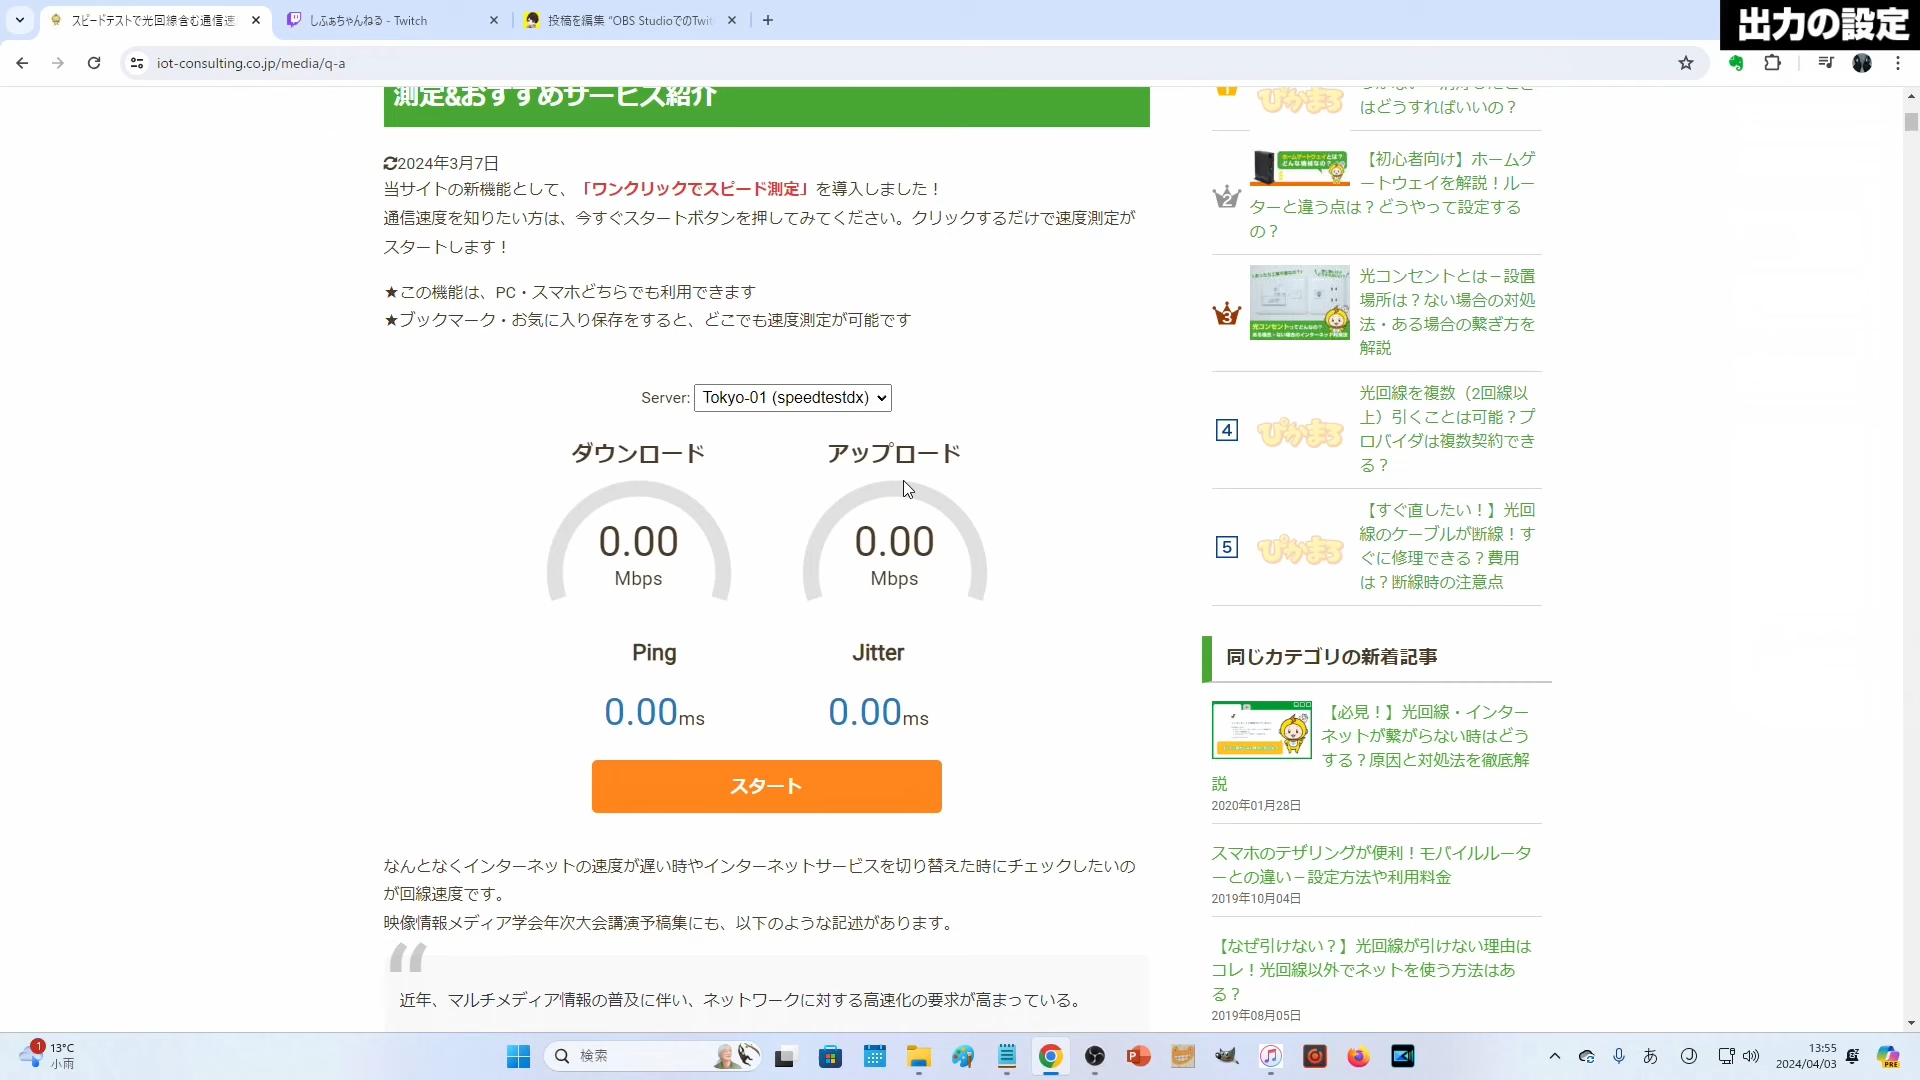 スピードテストで光回線含む通信速
しふぁちゃんねる - Twitch
投稿を編集 “OBS StudioでのTwit
出力の設定
iot-consulting.co.jp/media/q-a
測定&おすすめサービス紹介
2024年3月7日
当サイトの新機能として、「ワンクリックでスピード測定」を導入しました！
通信速度を知りたい方は、今すぐスタートボタンを押してみてください。クリックするだけで速度測定が
スタートします！
★この機能は、PC・スマホどちらでも利用できます
★ブックマーク・お気に入り保存をすると、どこでも速度測定が可能です
Server: Tokyo-01 (speedtestdx)
ダウンロード
アップロード
0.00
Mbps
0.00
Mbps
Ping
Jitter
0.00ms
0.00ms
スタート
なんとなくインターネットの速度が遅い時やインターネットサービスを切り替えた時にチェックしたいの
が回線速度です。
映像情報メディア学会年次大会講演予稿集にも、以下のような記述があります。
近年、マルチメディア情報の普及に伴い、ネットワークに対する高速化の要求が高まっている。
ぴかまろ
はどうすればいいの？
2
【初心者向け】ホームゲ
ートウェイを解説！ルー
ターと違う点は？どうやって設定する
の？
3
光コンセントとは－設置
場所は？ない場合の対処
法・ある場合の繋ぎ方を
解説
4
ぴかまろ
光回線を複数（2回線以
上）引くことは可能？プ
ロバイダは複数契約でき
る？
5
ぴかまろ
【すぐ直したい！】光回
線のケーブルが断線！す
ぐに修理できる？費用
は？断線時の注意点
同じカテゴリの新着記事
【必見！】光回線・インター
ネットが繋がらない時はどう
する？原因と対処法を徹底解
説
2020年01月28日
スマホのテザリングが便利！モバイルルータ
ーとの違い－設定方法や利用料金
2019年10月04日
【なぜ引けない？】光回線が引けない理由は
コレ！光回線以外でネットを使う方法はあ
る？
2019年08月05日
1
13°C
小雨
検索
あ
13:55
2024/04/03